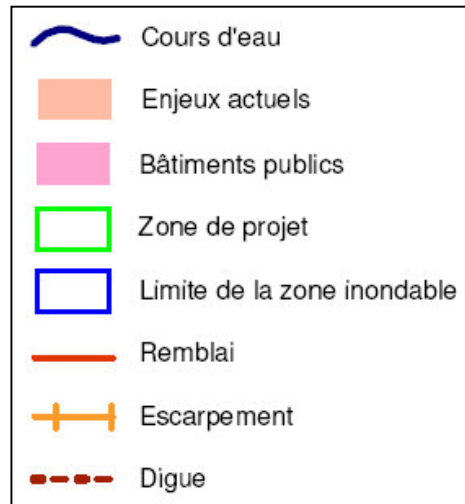 Cours d'eau
Enjeux actuels
Bâtiments publics
Zone de projet
Limite de la zone inondable
Remblai
Escarpement
Digue